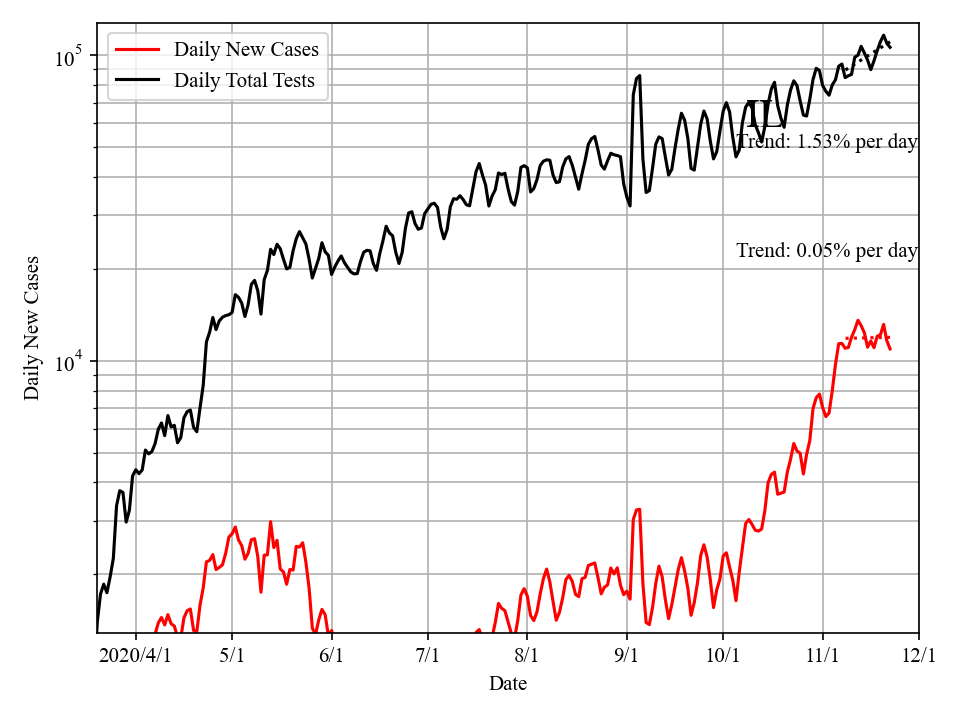 Daily New Cases
Daily Total Tests
10^5
IL
Trend: 1.53% per day
Trend: 0.05% per day
10^4
Daily New Cases
2020/4/1 5/1 6/1 7/1 8/1 9/1 10/1 11/1 12/1
Date